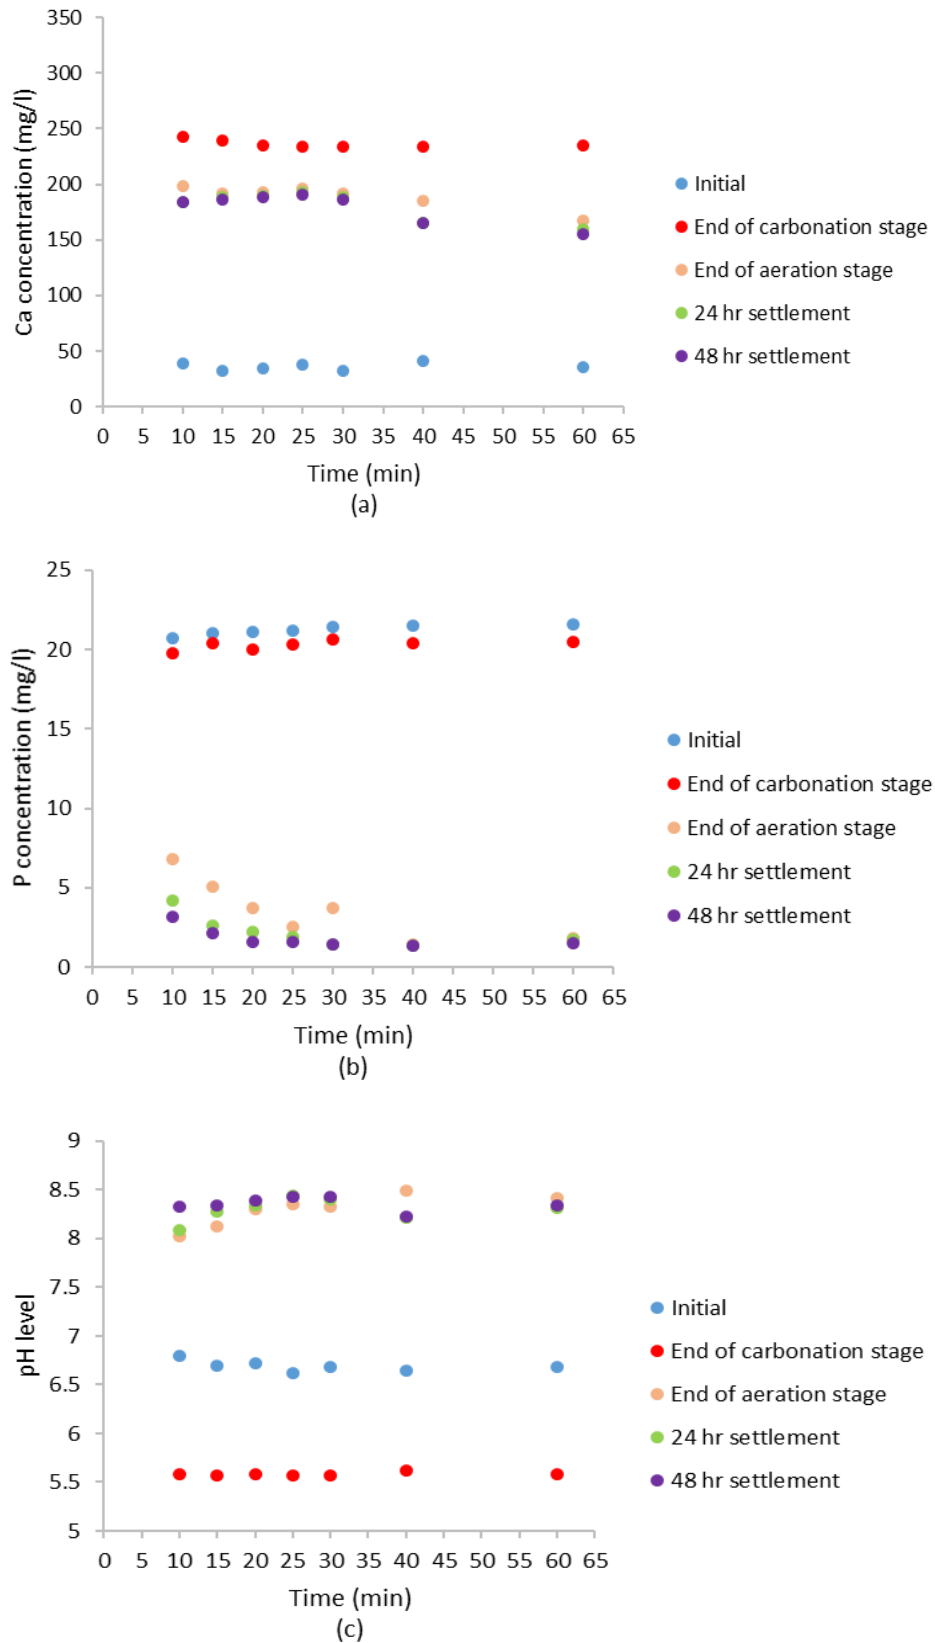 350
300
250
200
150
100
50
0
Ca concentration (mg/l)
0 5 10 15 20 25 30 35 40 45 50 55 60 65
Time (min)
(a)
Initial
End of carbonation stage
End of aeration stage
24 hr settlement
48 hr settlement
25
20
15
10
5
0
P concentration (mg/l)
0 5 10 15 20 25 30 35 40 45 50 55 60 65
Time (min)
(b)
Initial
End of carbonation stage
End of aeration stage
24 hr settlement
48 hr settlement
9
8.5
8
7.5
7
6.5
6
5.5
5
pH level
0 5 10 15 20 25 30 35 40 45 50 55 60 65
Time (min)
(c)
Initial
End of carbonation stage
End of aeration stage
24 hr settlement
48 hr settlement